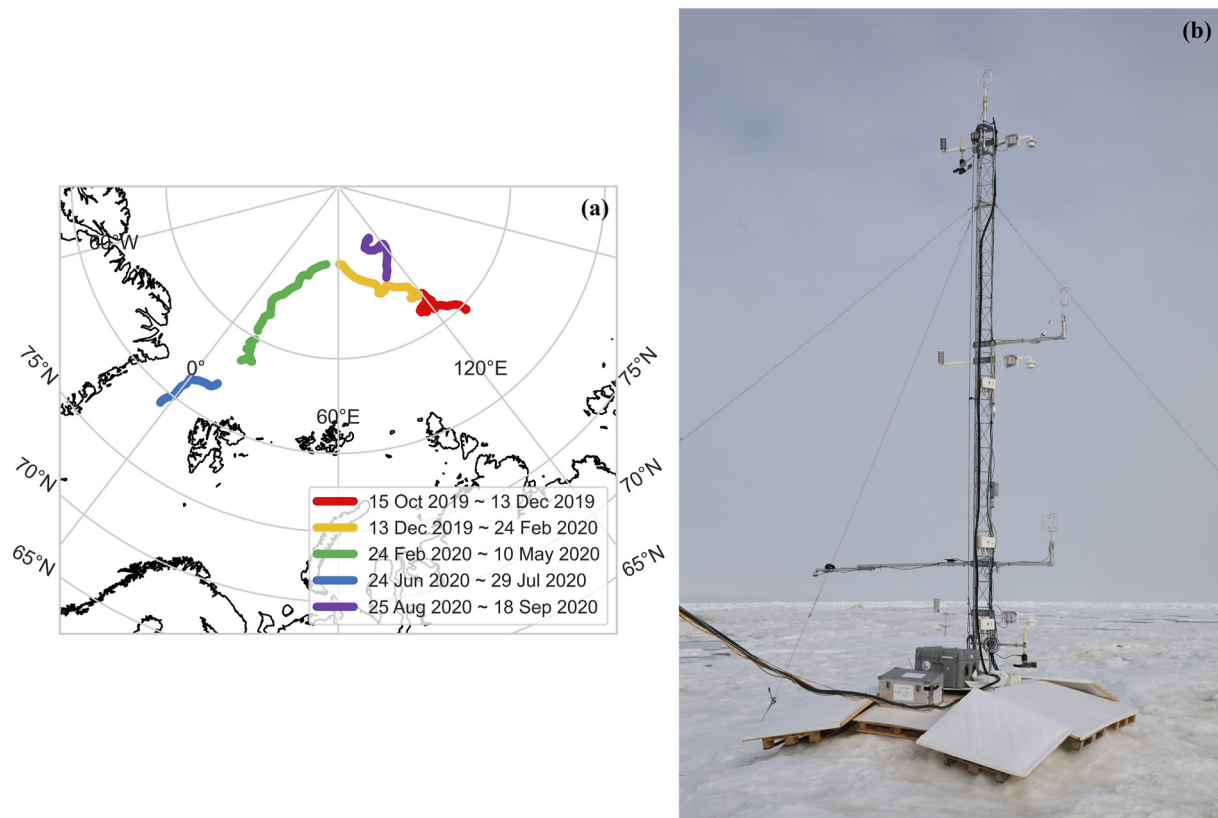 (a)
(b)
60°W
0°
60°E
120°E
75°N
70°N
65°N
75°N
70°N
65°N
15 Oct 2019 ~ 13 Dec 2019
13 Dec 2019 ~ 24 Feb 2020
24 Feb 2020 ~ 10 May 2020
24 Jun 2020 ~ 29 Jul 2020
25 Aug 2020 ~ 18 Sep 2020